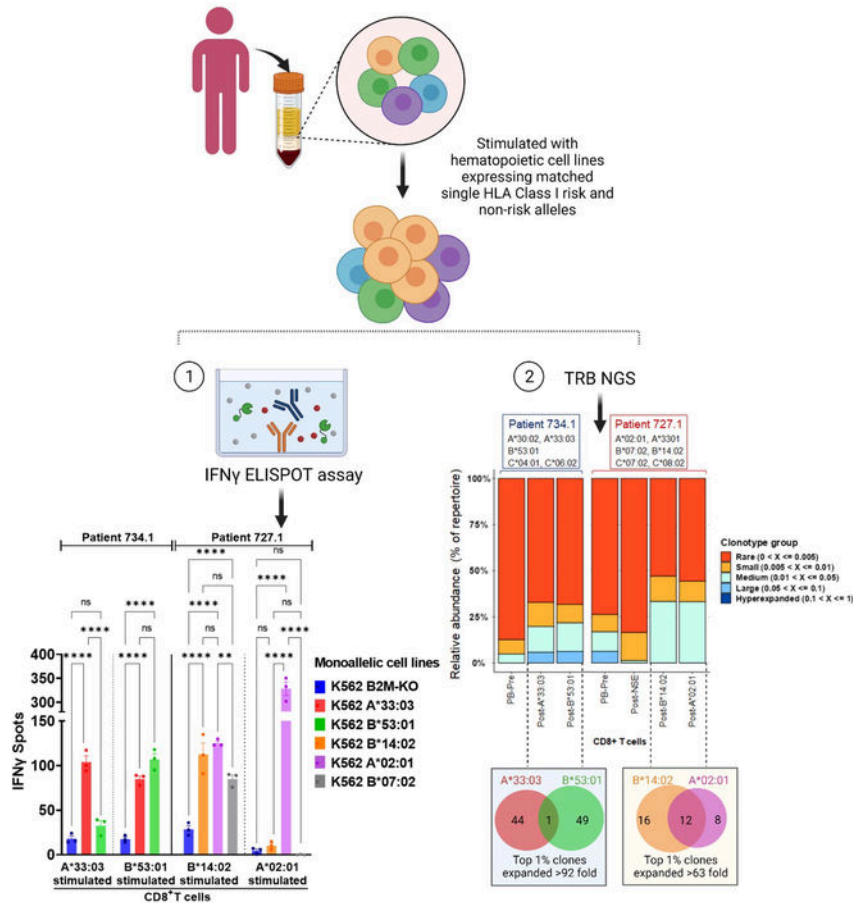 Stimulated with
hematopoietic cell lines
expressing matched
single HLA Class I risk and
non-risk alleles
1
IFNγ ELISPOT assay
Patient 734.1
Patient 727.1
ns
****
****
****
****
ns
****
ns
****
****
**
ns
****
ns
****
ns
IFNγ Spots
400
350
300
150
100
50
0
A*33:03
stimulated
B*53:01
stimulated
B*14:02
stimulated
A*02:01
stimulated
CD8+T cells
Monoallelic cell lines
K562 B2M-KO
K562 A*33:03
K562 B*53:01
K562 B*14:02
K562 A*02:01
K562 B*07:02
2
TRB NGS
Patient 734.1
A*30:02, A*33:03
B*53:01
C*04:01, C*06:02
Patient 727.1
A*02:01, A*3301
B*07:02, B*14:02
C*07:02, C*08:02
Relative abundance (% of repertoire)
100%
75%
50%
25%
0%
PB-Pre
Post-A*33:03
Post-B*53:01
PB-Pre
Post-NSE
Post-B*14:02
Post-A*02:01
CD8+ T cells
Clonotype group
Rare (0 < X <= 0.005)
Small (0.005 < X <= 0.01)
Medium (0.01 < X <= 0.05)
Large (0.05 < X <= 0.1)
Hyperexpanded (0.1 < X <= 1)
A*33:03
B*53:01
44
1
49
Top 1% clones
expanded >92 fold
B*14:02
A*02:01
16
12
8
Top 1% clones
expanded >63 fold